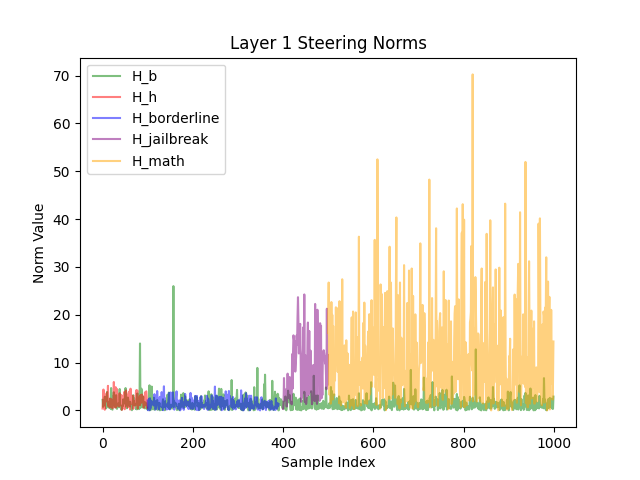 Layer 1 Steering Norms
H_b
H_h
H_borderline
H_jailbreak
H_math
Norm Value
70
60
50
40
30
20
10
0
0 200 400 600 800 1000
Sample Index